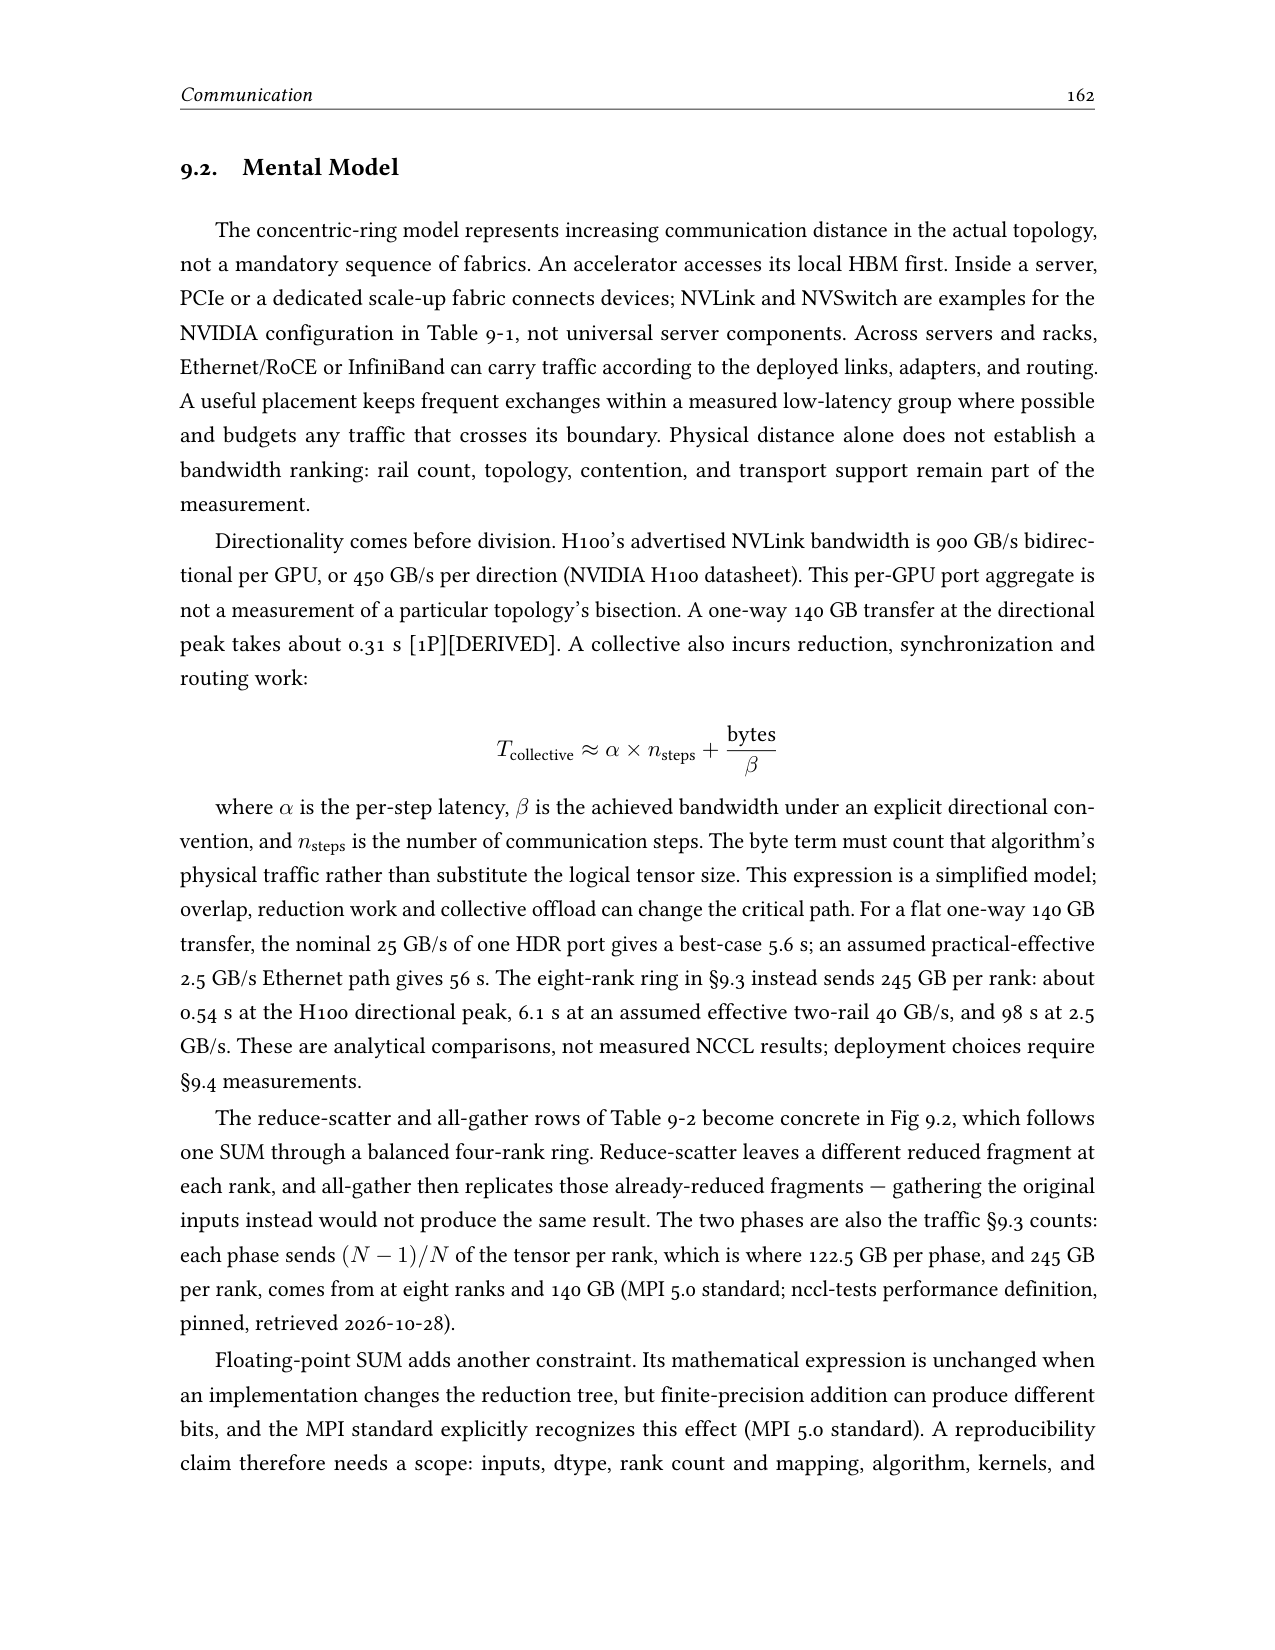 Communication 162
9.2. Mental Model
The concentric-ring model represents increasing communication distance in the actual topology,
not a mandatory sequence of fabrics. An accelerator accesses its local HBM first. Inside a server,
PCIe or a dedicated scale-up fabric connects devices; NVLink and NVSwitch are examples for the
NVIDIA configuration in Table 9-1, not universal server components. Across servers and racks,
Ethernet/RoCE or InfiniBand can carry traffic according to the deployed links, adapters, and routing.
A useful placement keeps frequent exchanges within a measured low-latency group where possible
and budgets any traffic that crosses its boundary. Physical distance alone does not establish a
bandwidth ranking: rail count, topology, contention, and transport support remain part of the
measurement.
Directionality comes before division. H100’s advertised NVLink bandwidth is 900 GB/s bidirec-
tional per GPU, or 450 GB/s per direction (NVIDIA H100 datasheet). This per-GPU port aggregate is
not a measurement of a particular topology’s bisection. A one-way 140 GB transfer at the directional
peak takes about 0.31 s [1P][DERIVED]. A collective also incurs reduction, synchronization and
routing work:
T_collective ≈ α × n_steps + bytes/β
where α is the per-step latency, β is the achieved bandwidth under an explicit directional con-
vention, and n_steps is the number of communication steps. The byte term must count that algorithm’s
physical traffic rather than substitute the logical tensor size. This expression is a simplified model;
overlap, reduction work and collective offload can change the critical path. For a flat one-way 140 GB
transfer, the nominal 25 GB/s of one HDR port gives a best-case 5.6 s; an assumed practical-effective
2.5 GB/s Ethernet path gives 56 s. The eight-rank ring in §9.3 instead sends 245 GB per rank: about
0.54 s at the H100 directional peak, 6.1 s at an assumed effective two-rail 40 GB/s, and 98 s at 2.5
GB/s. These are analytical comparisons, not measured NCCL results; deployment choices require
§9.4 measurements.
The reduce-scatter and all-gather rows of Table 9-2 become concrete in Fig 9.2, which follows
one SUM through a balanced four-rank ring. Reduce-scatter leaves a different reduced fragment at
each rank, and all-gather then replicates those already-reduced fragments — gathering the original
inputs instead would not produce the same result. The two phases are also the traffic §9.3 counts:
each phase sends (N − 1)/N of the tensor per rank, which is where 122.5 GB per phase, and 245 GB
per rank, comes from at eight ranks and 140 GB (MPI 5.0 standard; nccl-tests performance definition,
pinned, retrieved 2026-10-28).
Floating-point SUM adds another constraint. Its mathematical expression is unchanged when
an implementation changes the reduction tree, but finite-precision addition can produce different
bits, and the MPI standard explicitly recognizes this effect (MPI 5.0 standard). A reproducibility
claim therefore needs a scope: inputs, dtype, rank count and mapping, algorithm, kernels, and